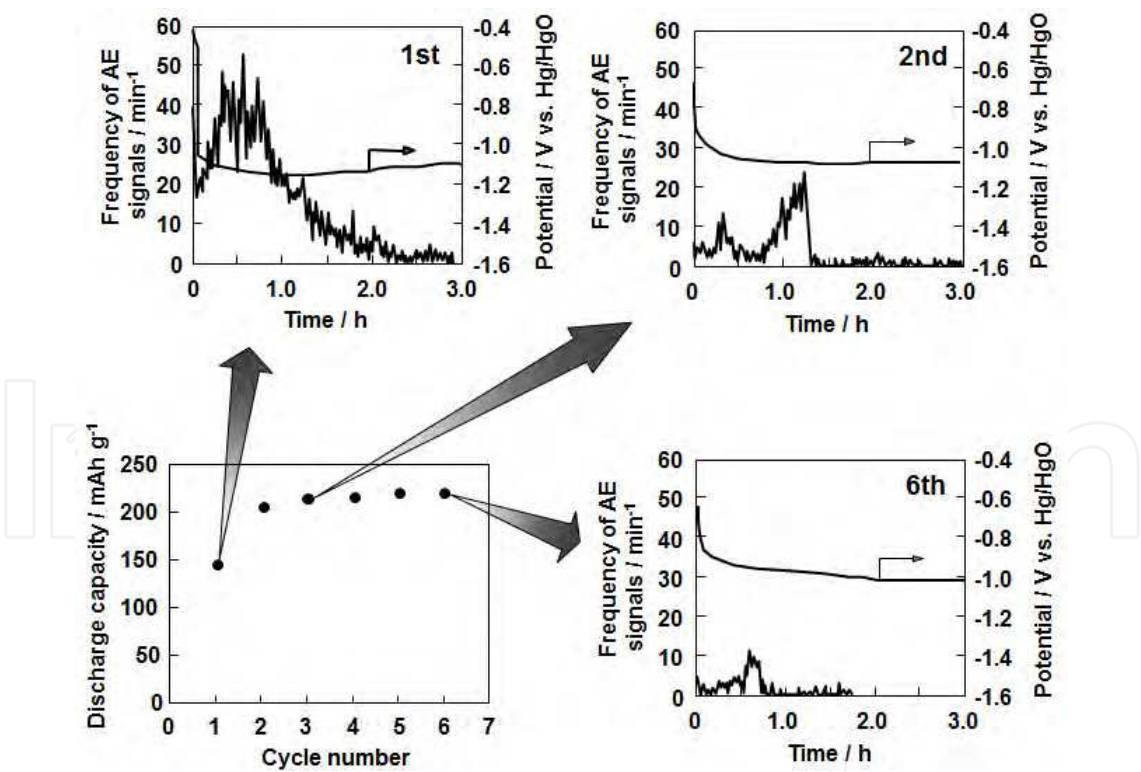 1st
Frequency of AE
signals / min⁻¹
60
50
40
30
20
10
0
-0.4
-0.6
-0.8
-1.0
-1.2
-1.4
-1.6
Potential / V vs. Hg/HgO
0 1.0 2.0 3.0
Time / h
2nd
Frequency of AE
signals / min⁻¹
60
50
40
30
20
10
0
-0.4
-0.6
-0.8
-1.0
-1.2
-1.4
-1.6
Potential / V vs. Hg/HgO
0 1.0 2.0 3.0
Time / h
Discharge capacity / mAh g⁻¹
250
200
150
100
50
0
0 1 2 3 4 5 6 7
Cycle number
6th
Frequency of AE
signals / min⁻¹
60
50
40
30
20
10
0
-0.4
-0.6
-0.8
-1.0
-1.2
-1.4
-1.6
Potential / V vs. Hg/HgO
0 1.0 2.0 3.0
Time / h